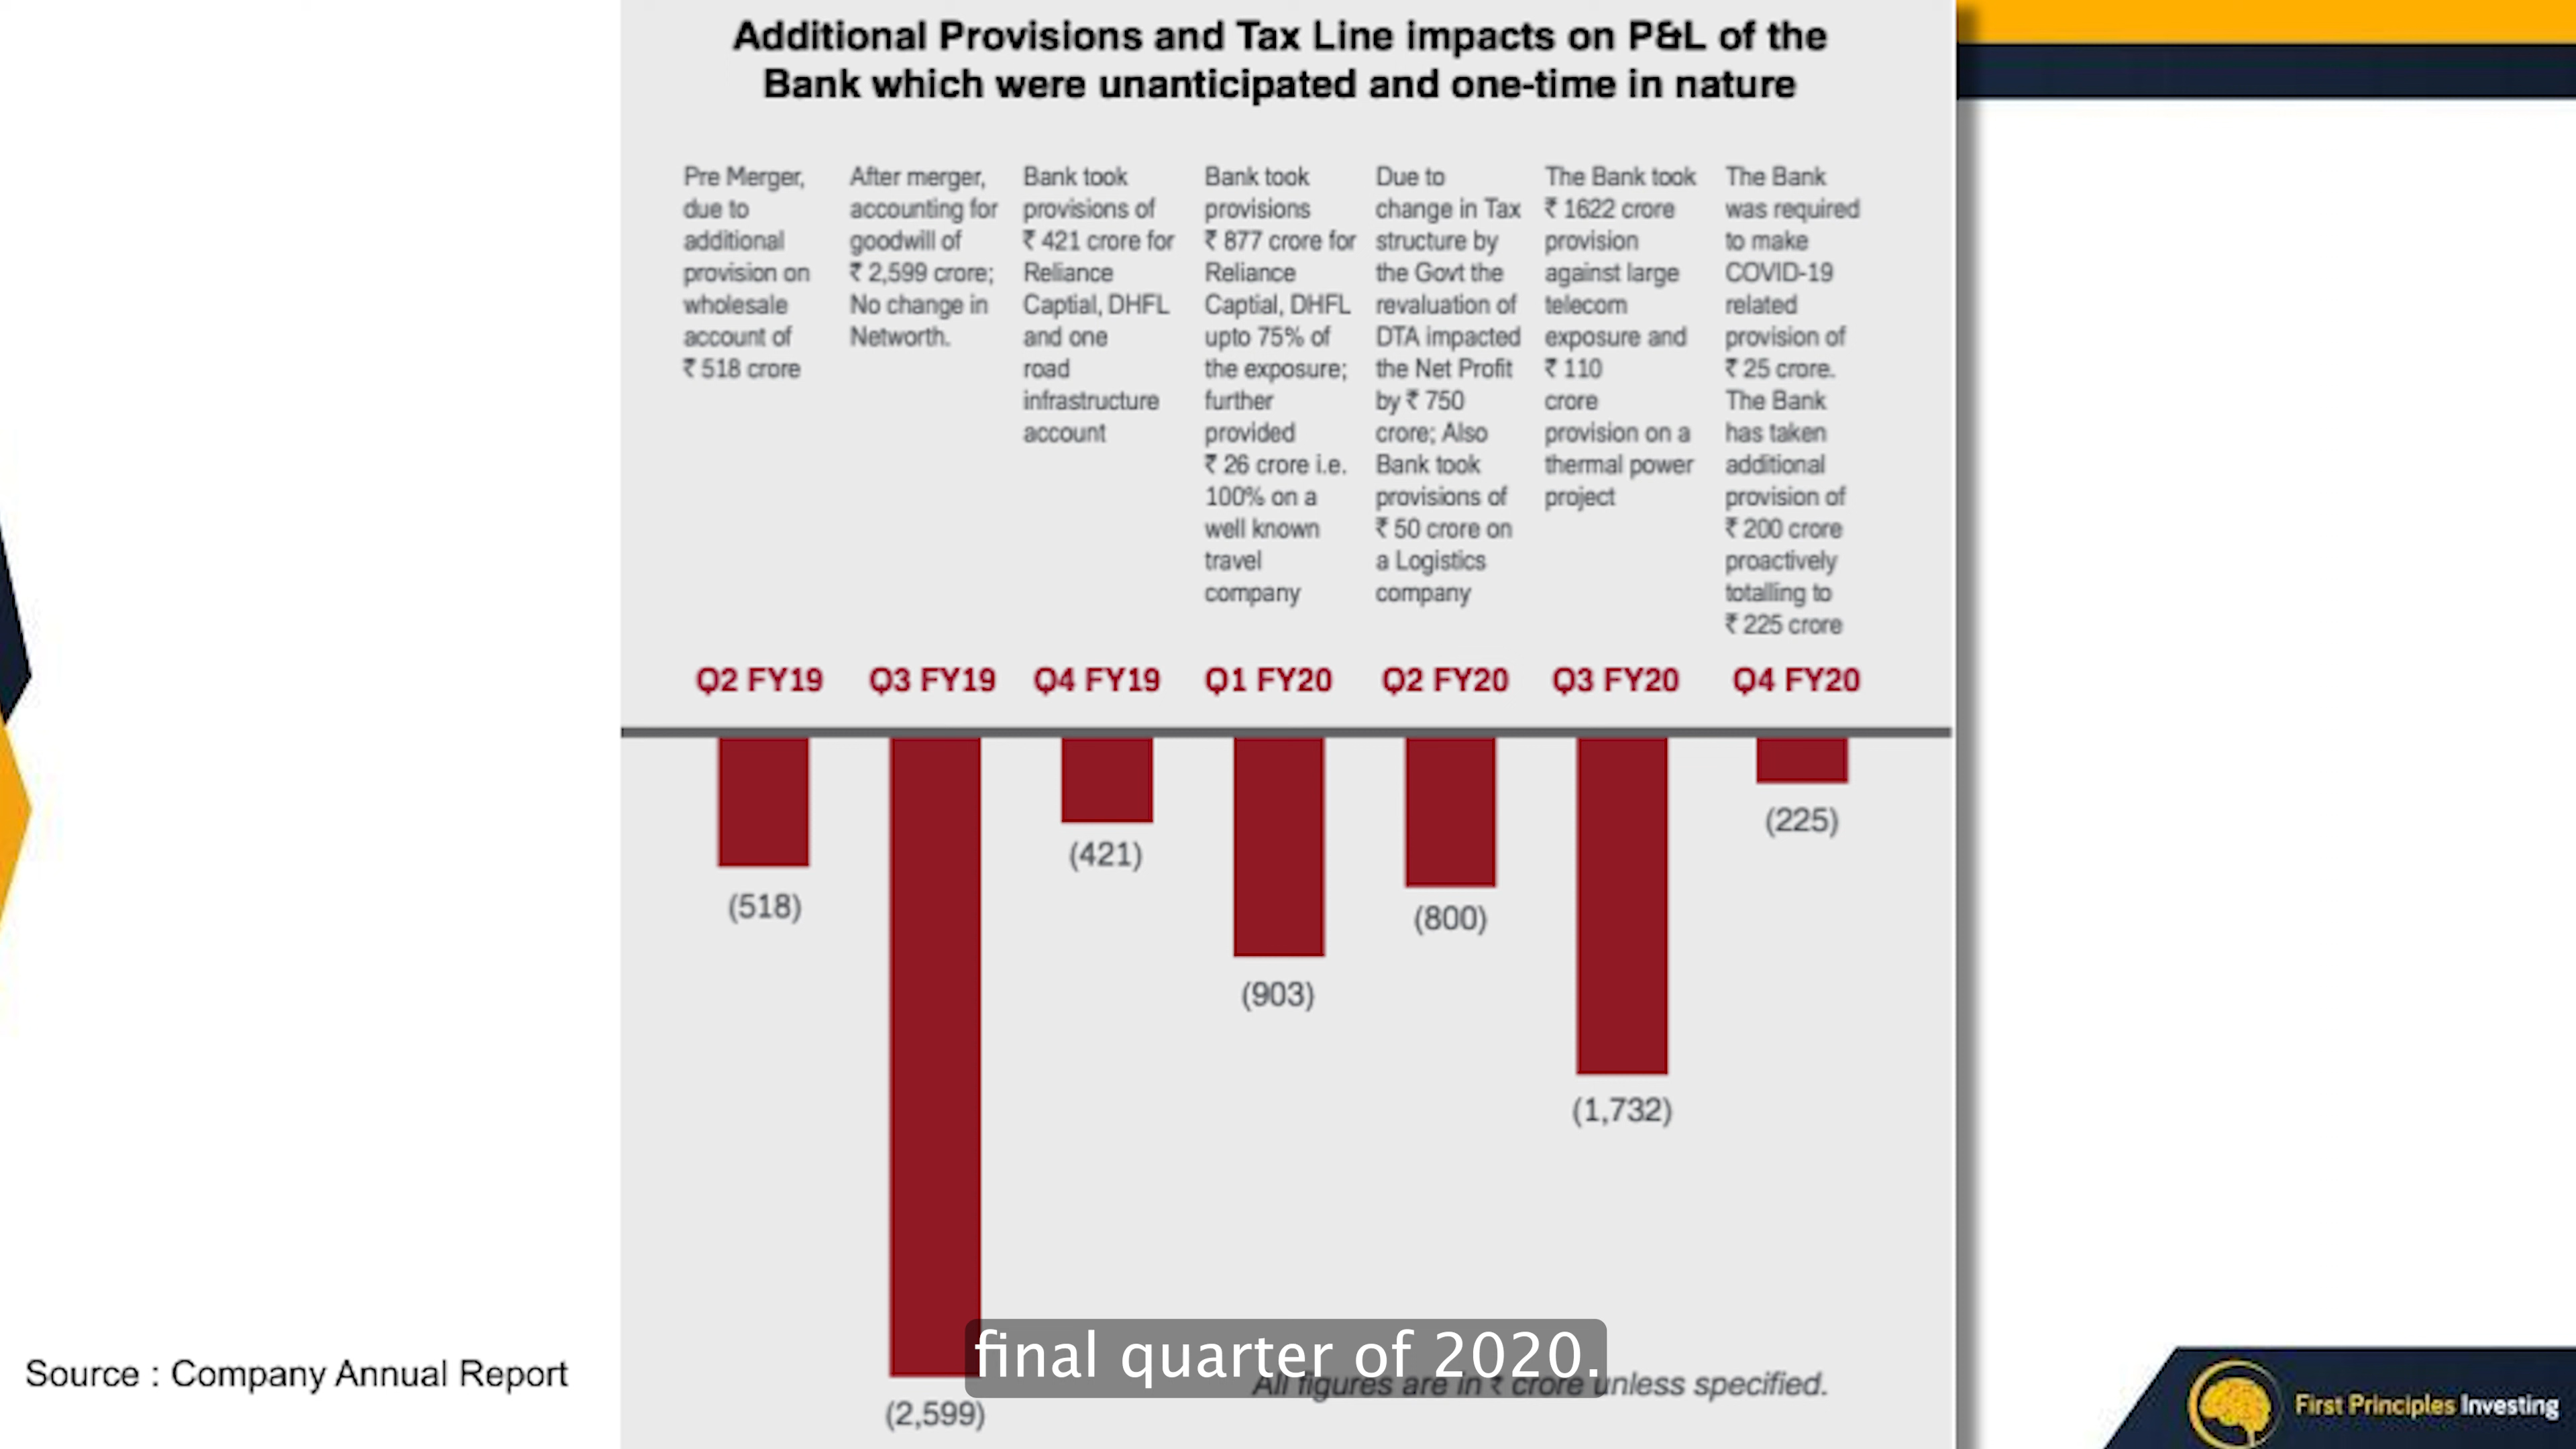 Additional Provisions and Tax Line impacts on P&L of the
Bank which were unanticipated and one-time in nature
Pre Merger,
due to
additional
provision on
wholesale
account of
₹ 518 crore
After merger,
accounting for
goodwill of
₹ 2,599 crore;
No change in
Networth.
Bank took
provisions of
₹ 421 crore for
Reliance
Captial, DHFL
and one
road
infrastructure
account
Bank took
provisions
₹ 877 crore for
Reliance
Captial, DHFL
upto 75% of
the exposure;
further
provided
₹ 26 crore i.e.
100% on a
well known
travel
company
Due to
change in Tax
structure by
the Govt the
revaluation of
DTA impacted
the Net Profit
by ₹ 750
crore; Also
Bank took
provisions of
₹ 50 crore on
a Logistics
company
The Bank took
₹ 1622 crore
provision
against large
telecom
exposure and
₹ 110
crore
provision on a
thermal power
project
The Bank
was required
to make
COVID-19
related
provision of
₹ 25 crore.
The Bank
has taken
additional
provision of
₹ 200 crore
proactively
totalling to
₹ 225 crore
Q2 FY19 Q3 FY19 Q4 FY19 Q1 FY20 Q2 FY20 Q3 FY20 Q4 FY20
(518)
(2,599)
(421)
(903)
(800)
(1,732)
(225)
final quarter of 2020.
All figures are in ₹ crore unless specified.
Source : Company Annual Report
First Principles Investing